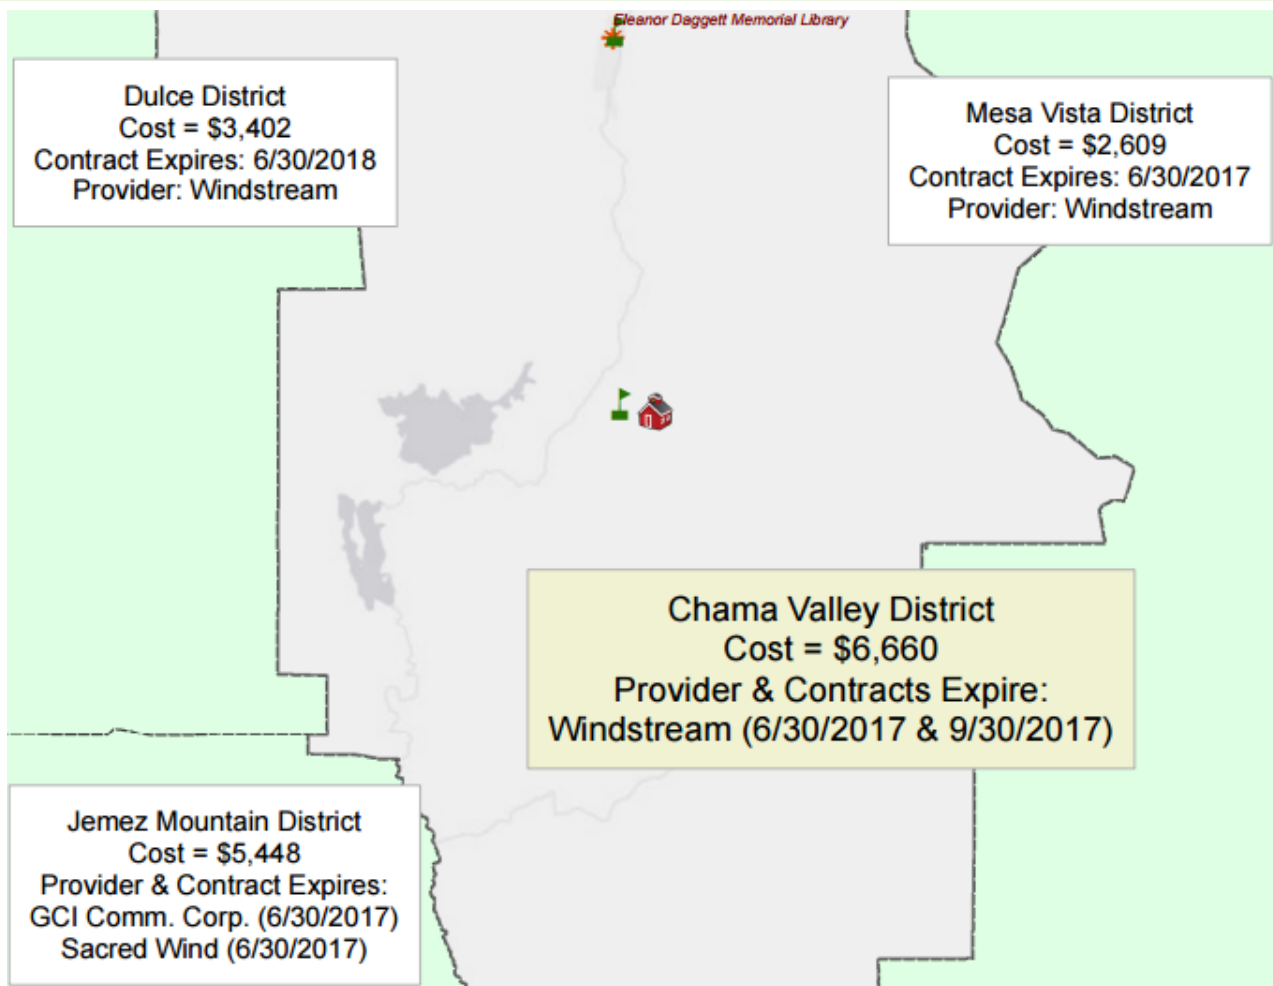 Eleanor Daggett Memorial Library
Dulce District
Cost = $3,402
Contract Expires: 6/30/2018
Provider: Windstream
Mesa Vista District
Cost = $2,609
Contract Expires: 6/30/2017
Provider: Windstream
Chama Valley District
Cost = $6,660
Provider & Contracts Expire:
Windstream (6/30/2017 & 9/30/2017)
Jemez Mountain District
Cost = $5,448
Provider & Contract Expires:
GCI Comm. Corp. (6/30/2017)
Sacred Wind (6/30/2017)